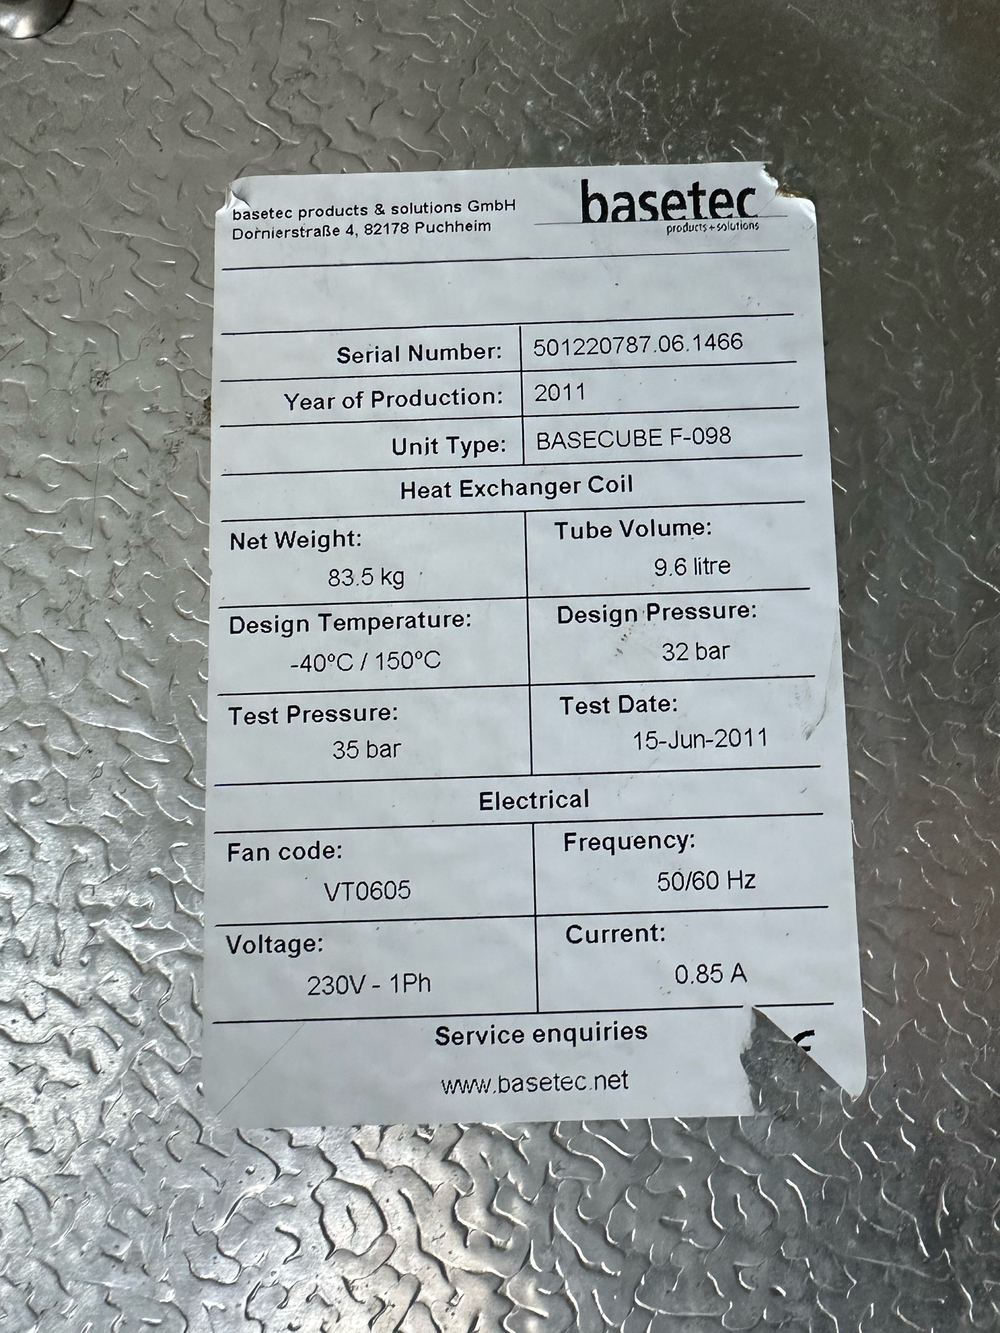 basetec products & solutions GmbH
Dornierstraße 4, 82178 Puchheim
basetec
products+solutions
Serial Number: 501220787.06.1466
Year of Production: 2011
Unit Type: BASECUBE F-098
Heat Exchanger Coil
Net Weight: Tube Volume:
83.5 kg 9.6 litre
Design Temperature: Design Pressure:
-40ºC / 150ºC 32 bar
Test Pressure: Test Date:
35 bar 15-Jun-2011
Electrical
Fan code: Frequency:
VT0605 50/60 Hz
Voltage: Current:
230V - 1Ph 0.85 A
Service enquiries
www.basetec.net